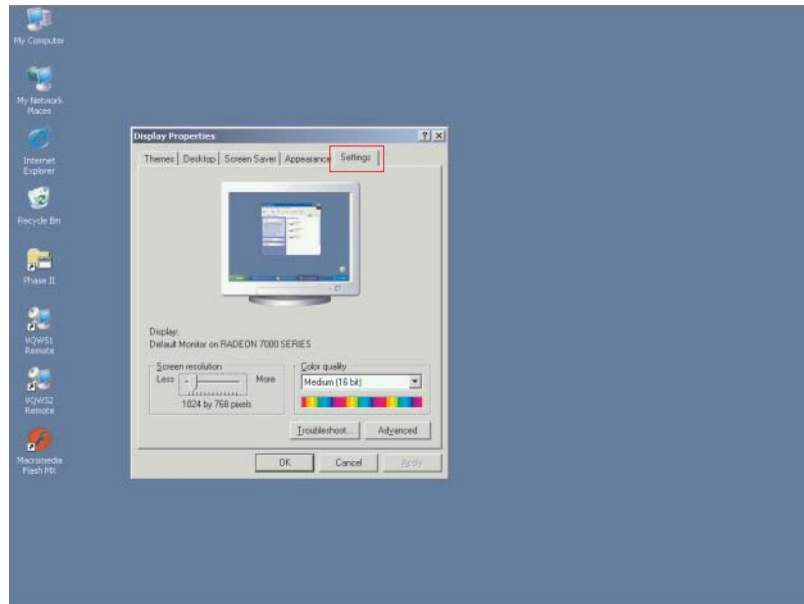 My Computer
My Network
Places
Internet
Explorer
Recycle Bin
Phase II
VQWS1
Remote
VQWS2
Remote
Macromedia
Flash MX
Display Properties
Themes
Desktop
Screen Saver
Appearance
Settings
Display:
Default Monitor on RADEON 7000 SERIES
Screen resolution
Less
More
1024 by 768 pixels
Color quality
Medium (16 bit)
Troubleshoot...
Advanced
OK
Cancel
Apply